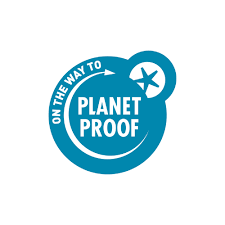 ON THE WAY TO
PLANET
PROOF